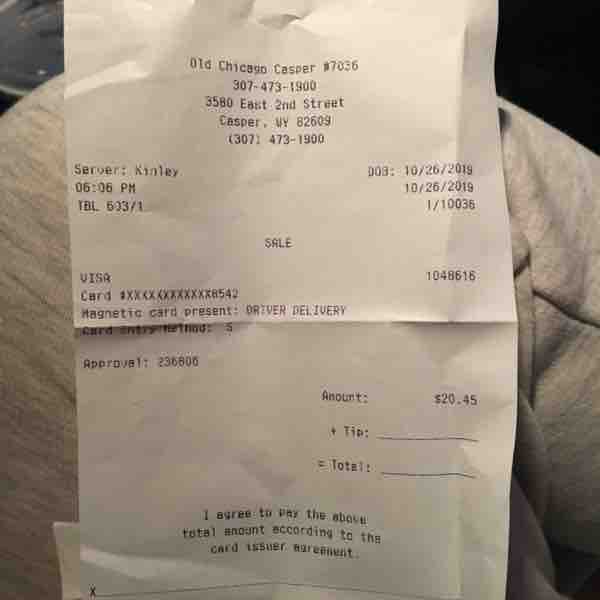 Old Chicago Casper #7036
307-473-1900
3580 East 2nd Street
Casper, WY 82609
(307) 473-1900
Server: Kinley DOB: 10/26/2019
06:06 PM 10/26/2019
TBL 603/1 1/10036
SALE
VISA 1048616
Card #XXXXXXXXXXXX8542
Magnetic card present: DRIVER DELIVERY
Card Entry Method: S
Approval: 236806
Amount: $20.45
+ Tip:
= Total:
I agree to pay the above
total amount according to the
card issuer agreement.
X